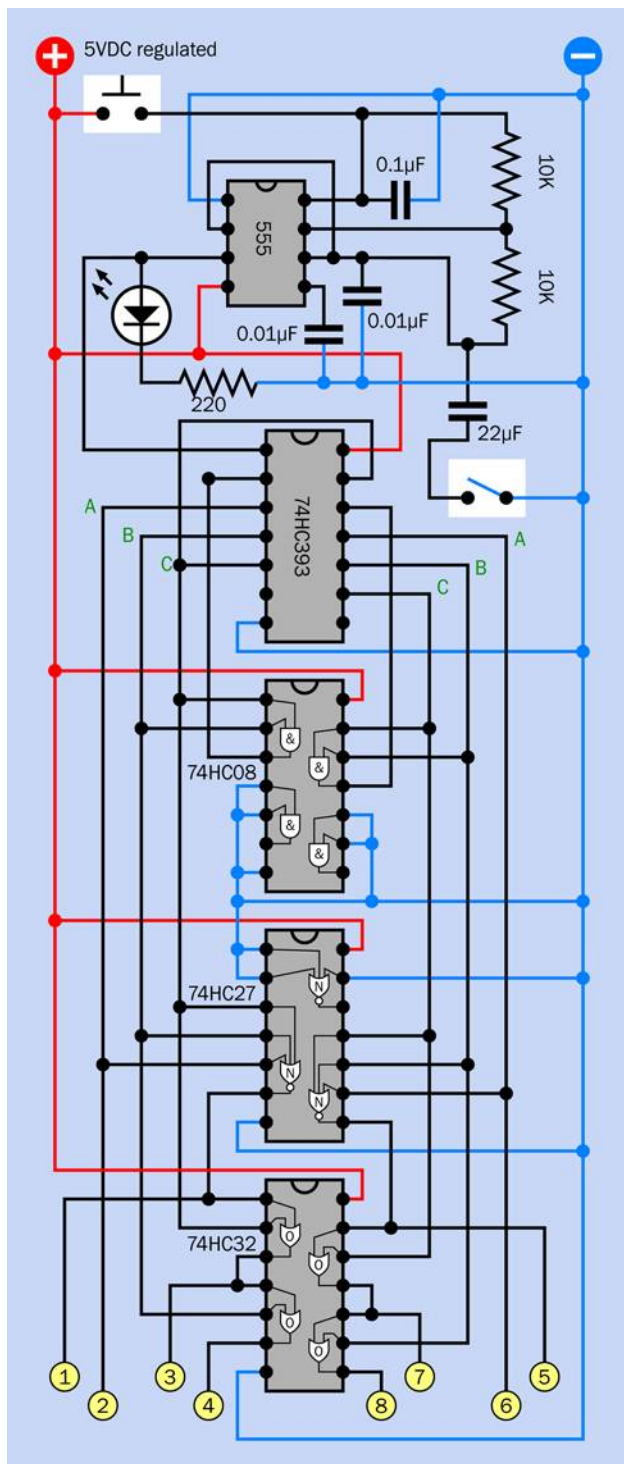 +
−
5VDC regulated
0.1µF
10K
555
10K
0.01µF
0.01µF
220
22µF
74HC393
A
B
C
A
B
C
&
&
74HC08
&
&
N
74HC27
N
N
74HC32
O
O
O
O
1
2
3
4
8
7
6
5